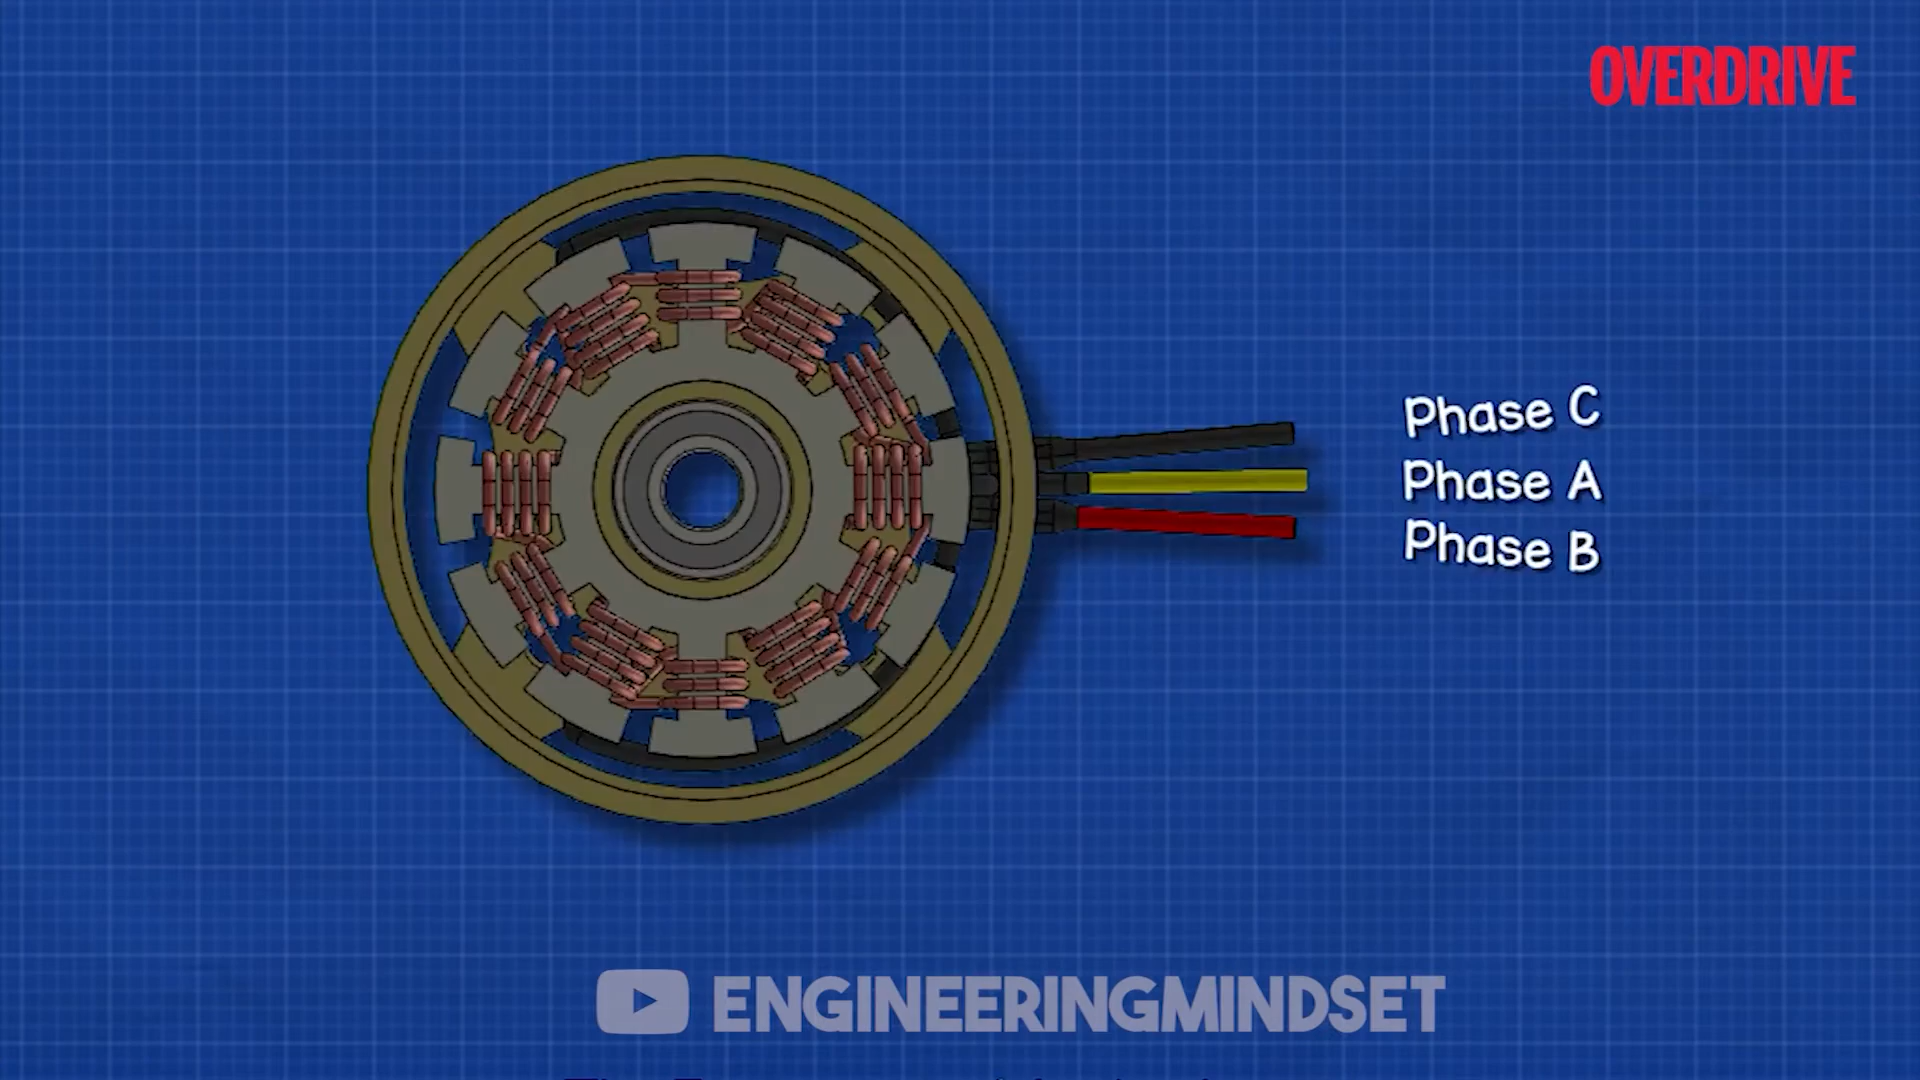 OVERDRIVE
Phase C
Phase A
Phase B
ENGINEERINGMINDSET